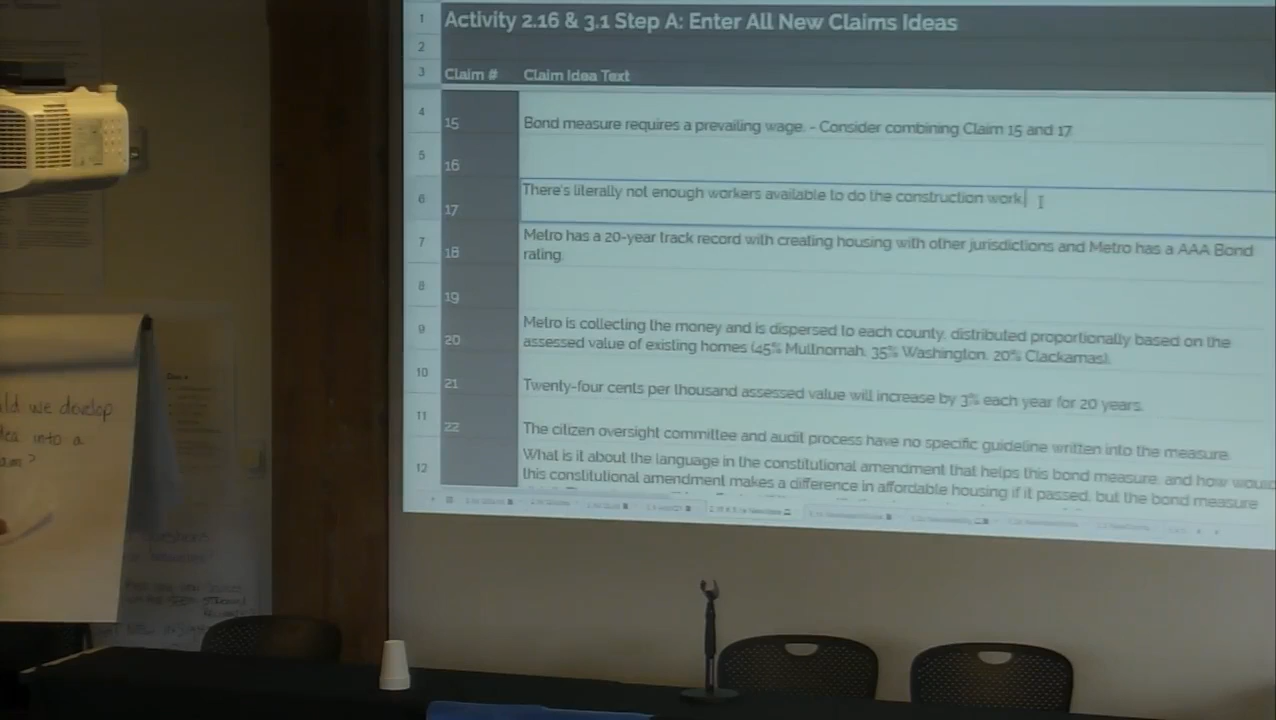 1 Activity 2.16 & 3.1 Step A: Enter All New Claims Ideas
2
3 Claim # Claim Idea Text
4 15 Bond measure requires a prevailing wage. - Consider combining Claim 15 and 17
5 16
6 17 There's literally not enough workers available to do the construction work.
7 18 Metro has a 20-year track record with creating housing with other jurisdictions and Metro has a AAA Bond
rating.
8 19
9 20 Metro is collecting the money and is dispersed to each county, distributed proportionally based on the
assessed value of existing homes (45% Multnomah, 35% Washington, 20% Clackamas).
10 21 Twenty-four cents per thousand assessed value will increase by 3% each year for 20 years.
11 22 The citizen oversight committee and audit process have no specific guideline written into the measure.
12 What is it about the language in the constitutional amendment that helps this bond measure, and how would
this constitutional amendment makes a difference in affordable housing if it passed, but the bond measure
ld we develop
ea into a
aim?